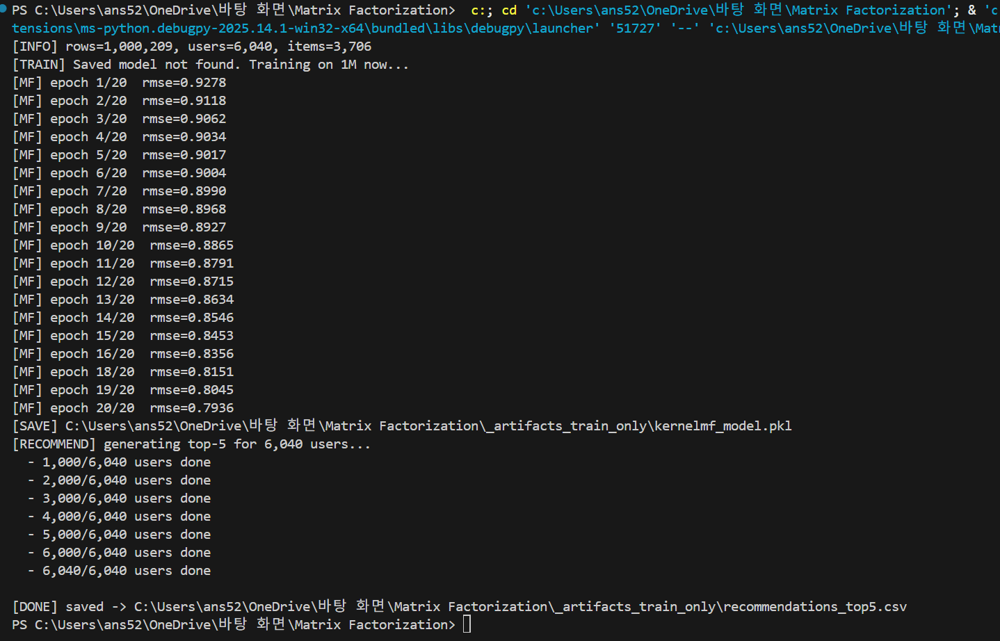 PS C:\Users\ans52\OneDrive\바탕 화면\Matrix Factorization>  c:; cd 'c:\Users\ans52\OneDrive\바탕 화면\Matrix Factorization'; & 'c
tensions\ms-python.debugpy-2025.14.1-win32-x64\bundled\libs\debugpy\launcher' '51727' '--' 'c:\Users\ans52\OneDrive\바탕 화면\Mat
[INFO] rows=1,000,209, users=6,040, items=3,706
[TRAIN] Saved model not found. Training on 1M now...
[MF] epoch 1/20  rmse=0.9278
[MF] epoch 2/20  rmse=0.9118
[MF] epoch 3/20  rmse=0.9062
[MF] epoch 4/20  rmse=0.9034
[MF] epoch 5/20  rmse=0.9017
[MF] epoch 6/20  rmse=0.9004
[MF] epoch 7/20  rmse=0.8990
[MF] epoch 8/20  rmse=0.8968
[MF] epoch 9/20  rmse=0.8927
[MF] epoch 10/20  rmse=0.8865
[MF] epoch 11/20  rmse=0.8791
[MF] epoch 12/20  rmse=0.8715
[MF] epoch 13/20  rmse=0.8634
[MF] epoch 14/20  rmse=0.8546
[MF] epoch 15/20  rmse=0.8453
[MF] epoch 16/20  rmse=0.8356
[MF] epoch 18/20  rmse=0.8151
[MF] epoch 19/20  rmse=0.8045
[MF] epoch 20/20  rmse=0.7936
[SAVE] C:\Users\ans52\OneDrive\바탕 화면\Matrix Factorization\_artifacts_train_only\kernelmf_model.pkl
[RECOMMEND] generating top-5 for 6,040 users...
  - 1,000/6,040 users done
  - 2,000/6,040 users done
  - 3,000/6,040 users done
  - 4,000/6,040 users done
  - 5,000/6,040 users done
  - 6,000/6,040 users done
  - 6,040/6,040 users done
[DONE] saved -> C:\Users\ans52\OneDrive\바탕 화면\Matrix Factorization\_artifacts_train_only\recommendations_top5.csv
PS C:\Users\ans52\OneDrive\바탕 화면\Matrix Factorization>